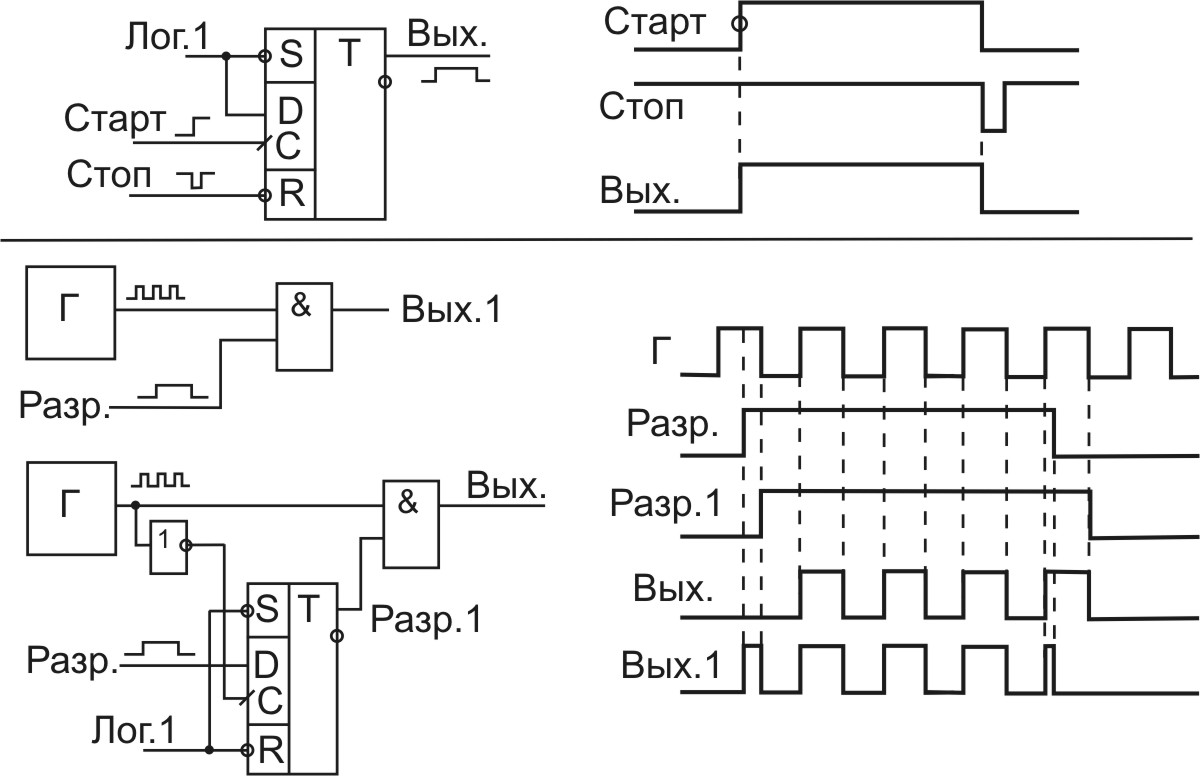 Лог.1
S
T
Вых.
D
Старт
C
Стоп
R
Старт
Стоп
Вых.
Г
&
Вых.1
Разр.
Г
&
Вых.
1
S
T
Разр.1
Разр.
D
C
Лог.1
R
Г
Разр.
Разр.1
Вых.
Вых.1